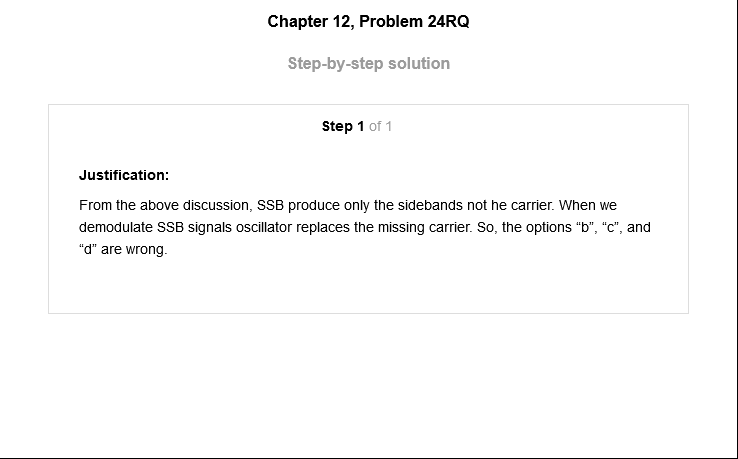 Chapter 12, Problem 24RQ
Step-by-step solution
Step 1 of 1
Justification:
From the above discussion, SSB produce only the sidebands not he carrier. When we
demodulate SSB signals oscillator replaces the missing carrier. So, the options “b”, “c”, and
“d” are wrong.